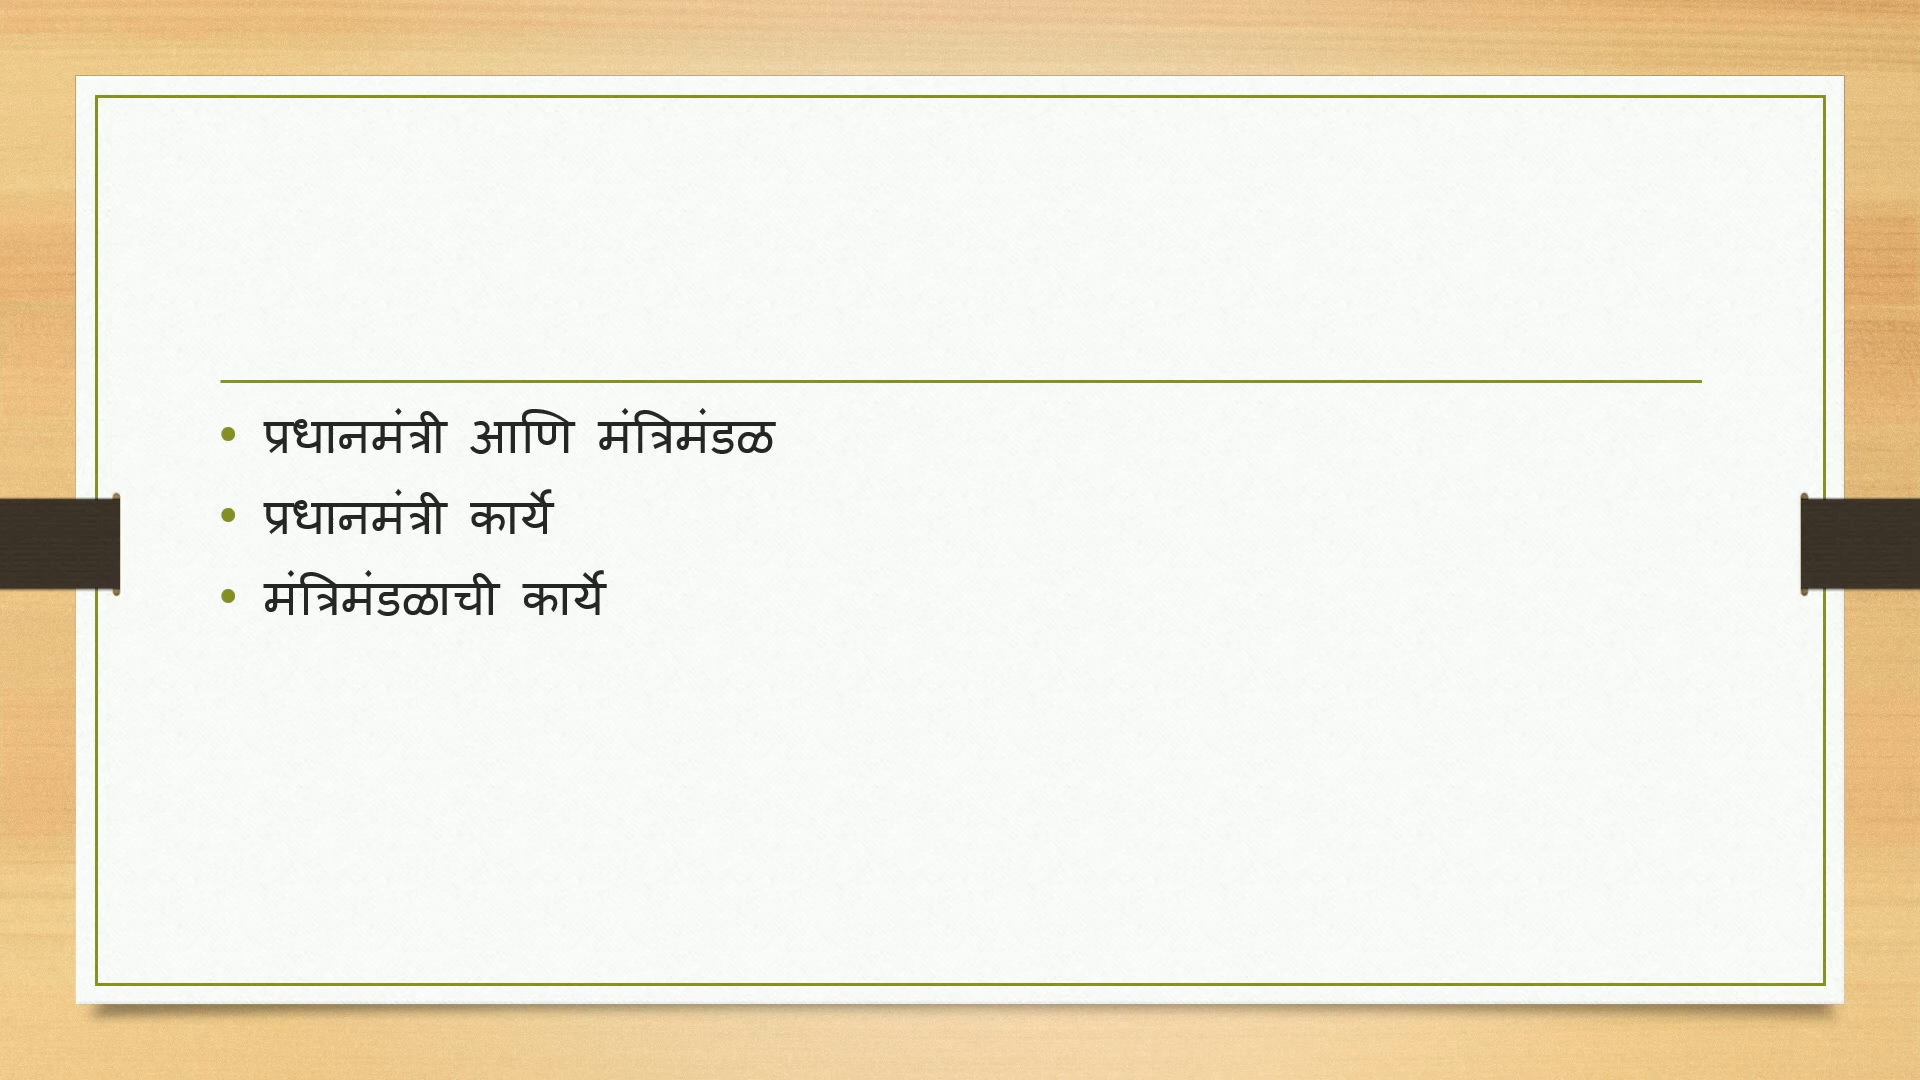 • प्रधानमंत्री आणि मंत्रिमंडळ
• प्रधानमंत्री कार्ये
• मंत्रिमंडळाची कार्ये